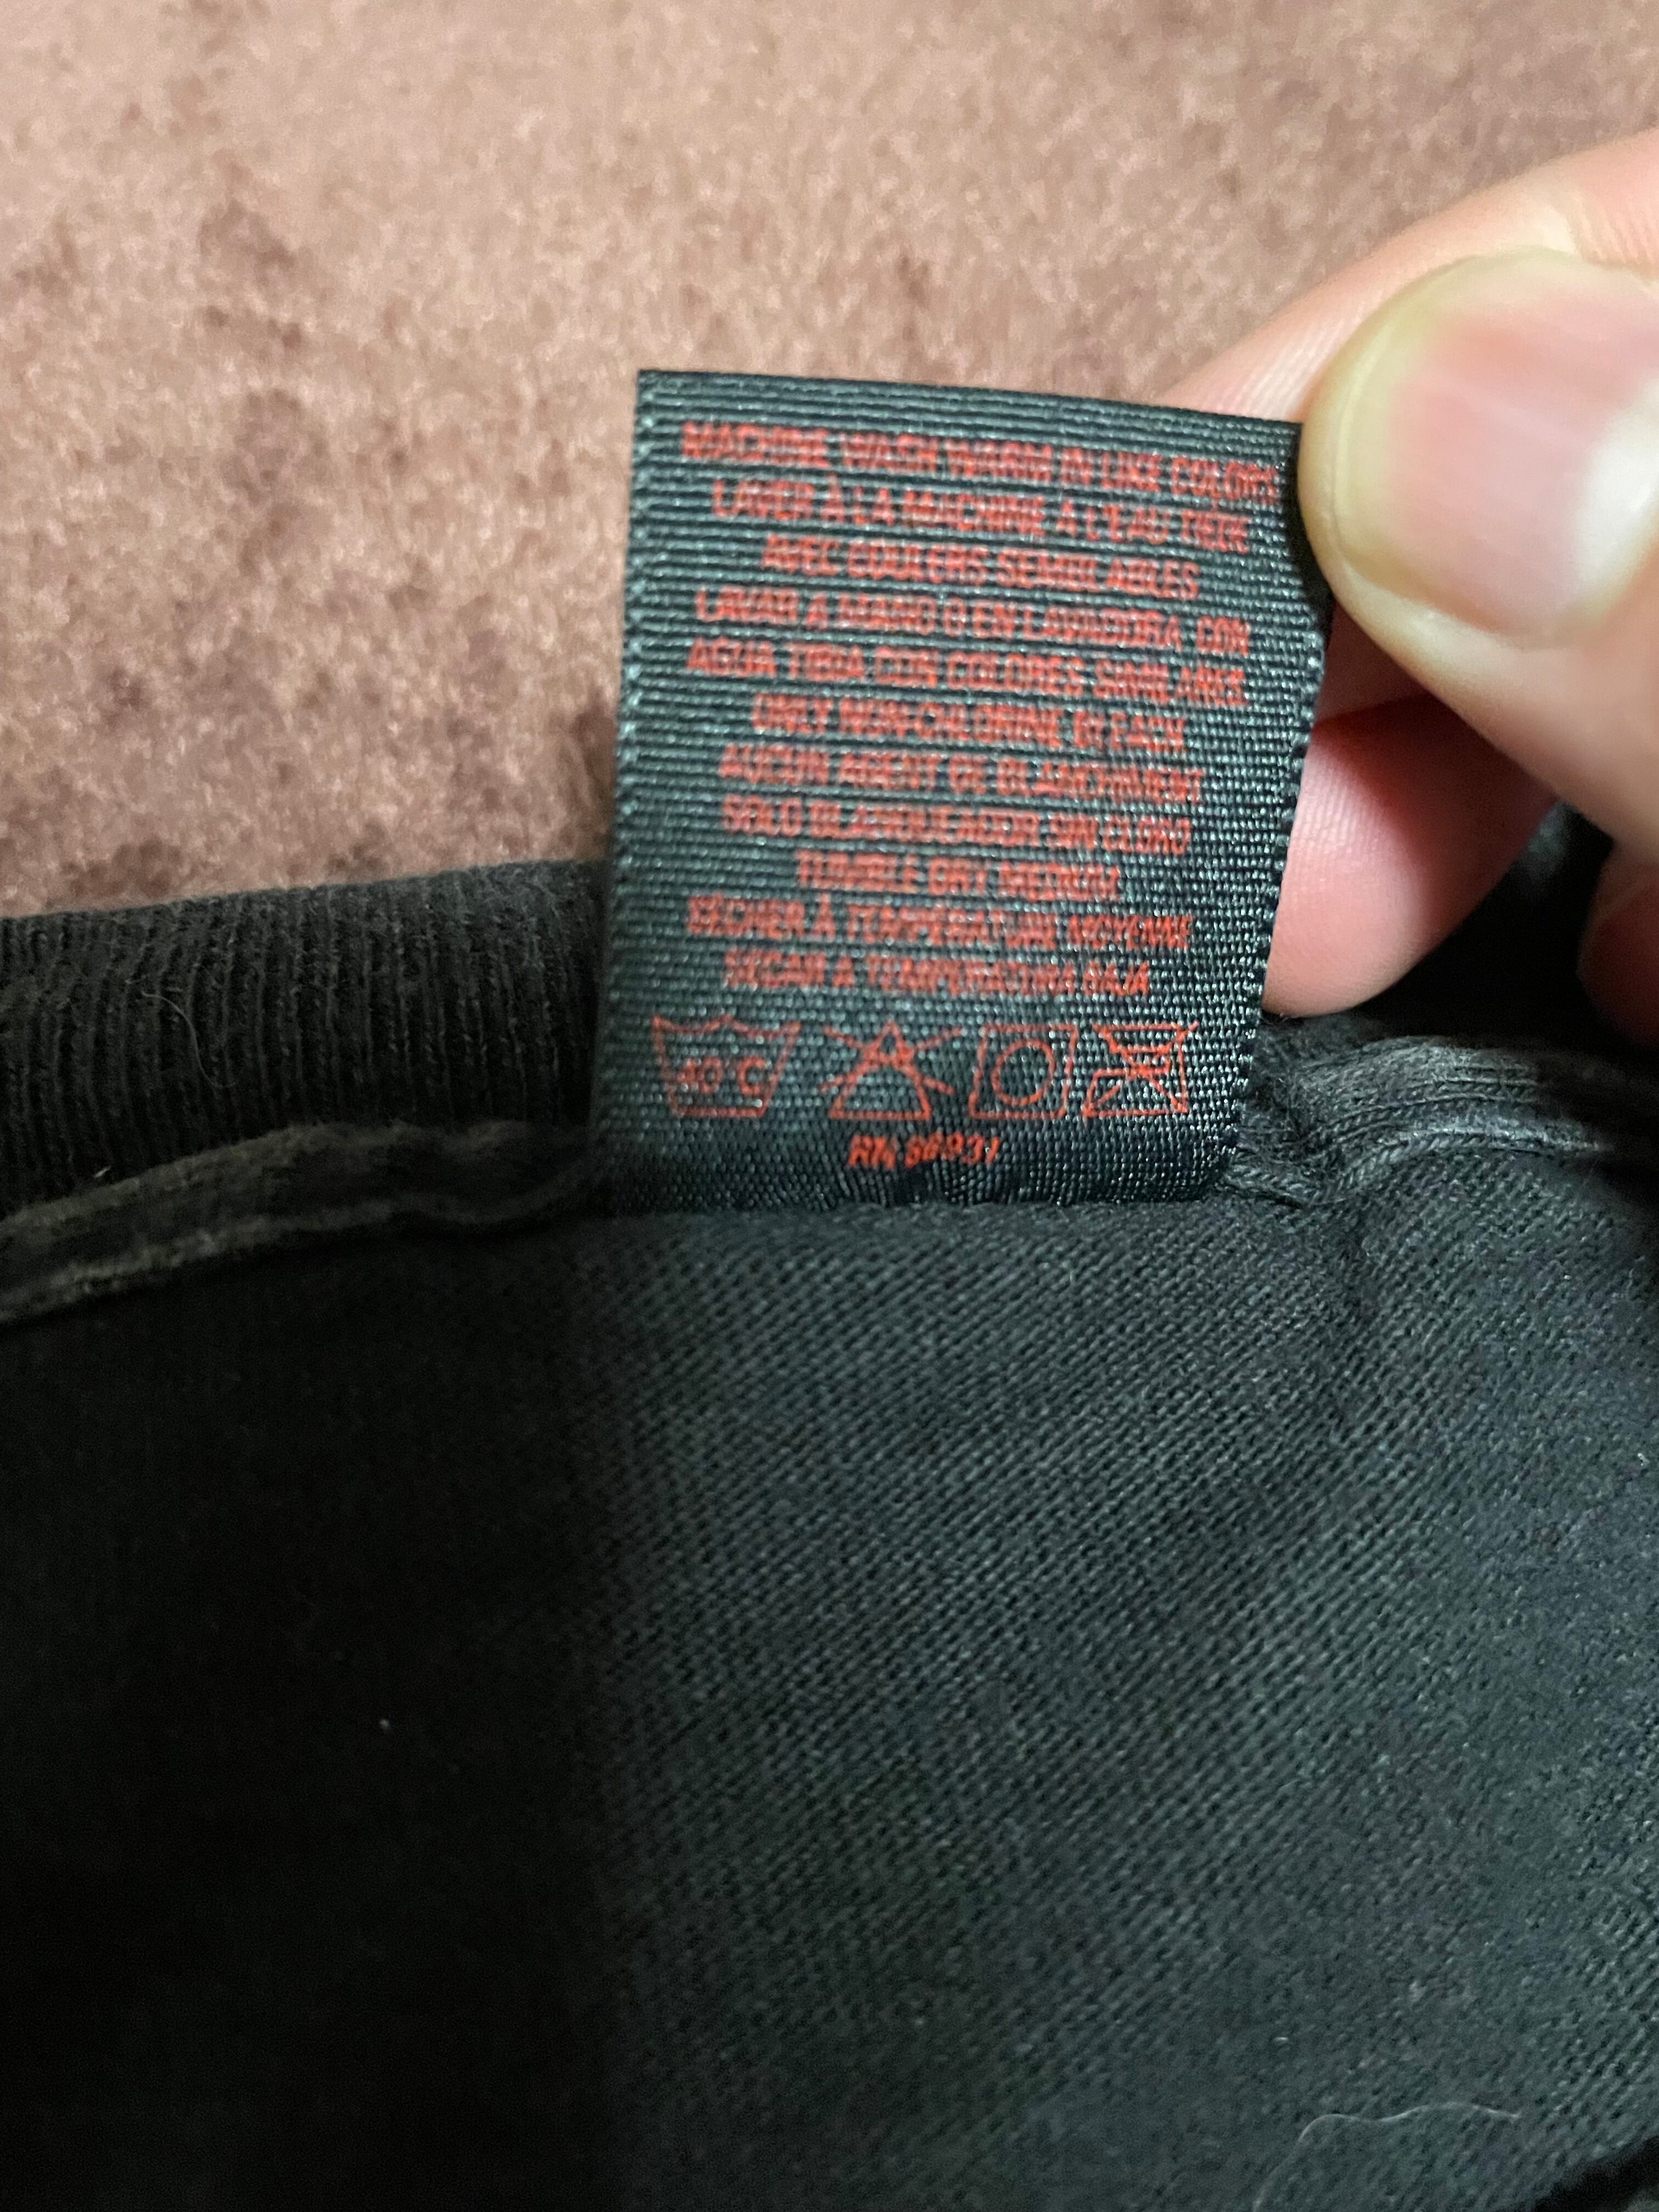 MACHINE WASH WARM IN LIKE COLORS
LAVER À LA MACHINE À L'EAU TIEDE
AVEC COULEURS SEMBLABLES
LAVAR A MANO O EN LAVADORA CON
AGUA TIBIA CON COLORES SIMILARES
ONLY NON-CHLORINE BLEACH
AUCUN AGENT DE BLANCHIMENT
SOLO BLANQUEADOR SIN CLORO
TUMBLE DRY MEDIUM
SÉCHER À TEMPÉRATURE MOYENNE
SECAR A TEMPERATURA BAJA
40°C
RN 86931